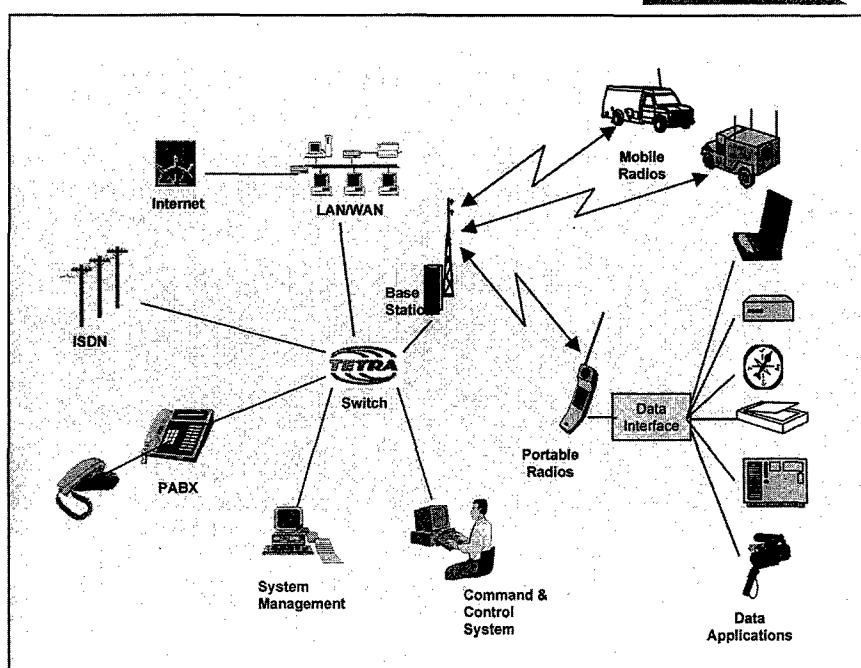 Mobile
Radios
Internet
LAN/WAN
Base
Station
ISDN
TETRA
Switch
Data
Interface
Portable
Radios
PABX
System
Management
Command &
Control
System
Data
Applications